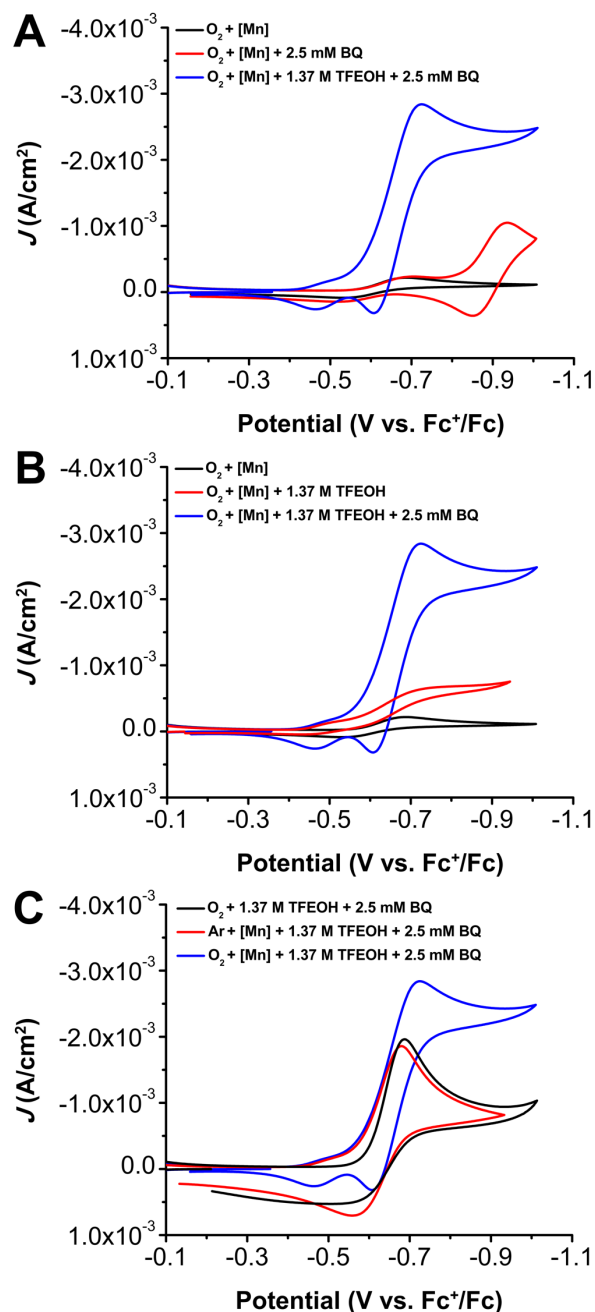 A
O₂ + [Mn]
O₂ + [Mn] + 2.5 mM BQ
O₂ + [Mn] + 1.37 M TFEOH + 2.5 mM BQ
-4.0x10⁻³
-3.0x10⁻³
-2.0x10⁻³
-1.0x10⁻³
0.0
1.0x10⁻³
J (A/cm²)
-0.1 -0.3 -0.5 -0.7 -0.9 -1.1
Potential (V vs. Fc⁺/Fc)
B
O₂ + [Mn]
O₂ + [Mn] + 1.37 M TFEOH
O₂ + [Mn] + 1.37 M TFEOH + 2.5 mM BQ
-4.0x10⁻³
-3.0x10⁻³
-2.0x10⁻³
-1.0x10⁻³
0.0
1.0x10⁻³
J (A/cm²)
-0.1 -0.3 -0.5 -0.7 -0.9 -1.1
Potential (V vs. Fc⁺/Fc)
C
O₂ + 1.37 M TFEOH + 2.5 mM BQ
Ar + [Mn] + 1.37 M TFEOH + 2.5 mM BQ
O₂ + [Mn] + 1.37 M TFEOH + 2.5 mM BQ
-4.0x10⁻³
-3.0x10⁻³
-2.0x10⁻³
-1.0x10⁻³
0.0
1.0x10⁻³
J (A/cm²)
-0.1 -0.3 -0.5 -0.7 -0.9 -1.1
Potential (V vs. Fc⁺/Fc)